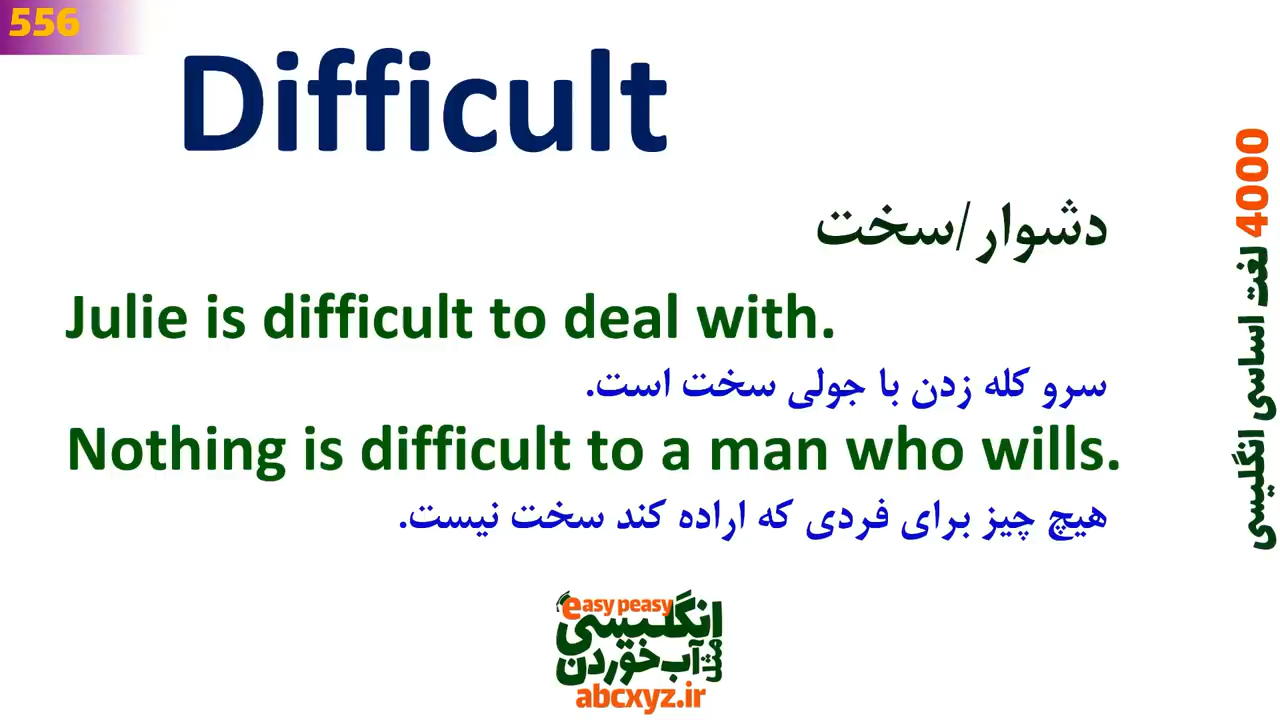 556
Difficult
دشوار/سخت
Julie is difficult to deal with.
سرو کله زدن با جولی سخت است.
Nothing is difficult to a man who wills.
هیچ چیز برای فردی که اراده کند سخت نیست.
4000 لغت اساسی انگلیسی
easy peasy
انگلیسی
مثل آب خوردن
abcxyz.ir